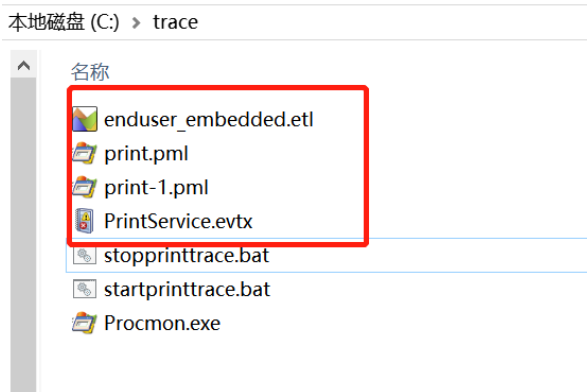 本地磁盘 (C:) > trace
名称
enduser_embedded.etl
print.pml
print-1.pml
PrintService.evtx
stopprinttrace.bat
startprinttrace.bat
Procmon.exe